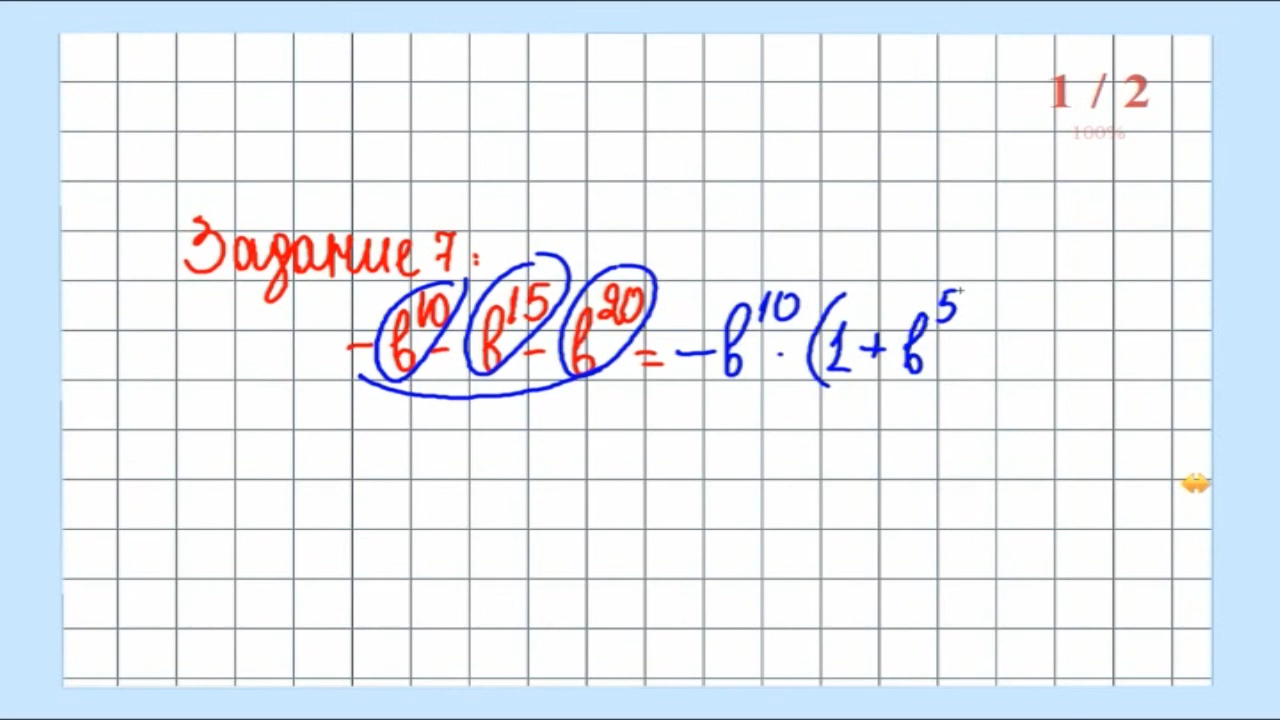 1 / 2
100%
Задание 7:
-в¹⁰ - в¹⁵ - в²⁰ = -в¹⁰ · (1 + в⁵